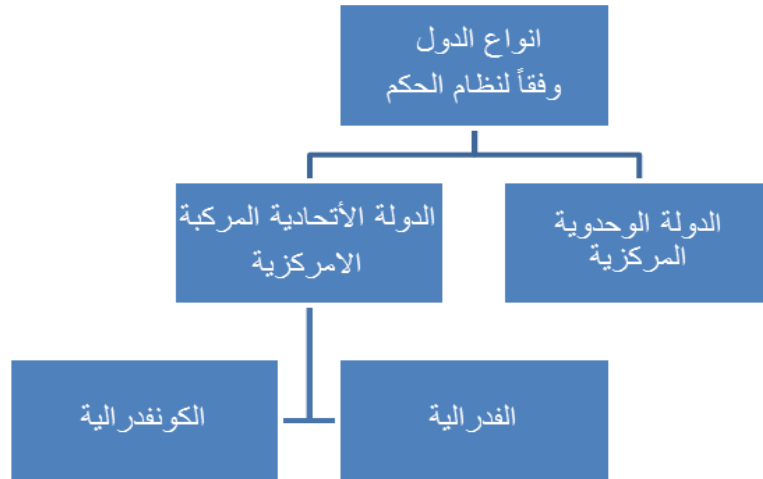 انواع الدول
وفقاً لنظام الحكم
الدولة الوحدوية
المركزية
الدولة الأتحادية المركبة
الامركزية
الفدرالية
الكونفدرالية